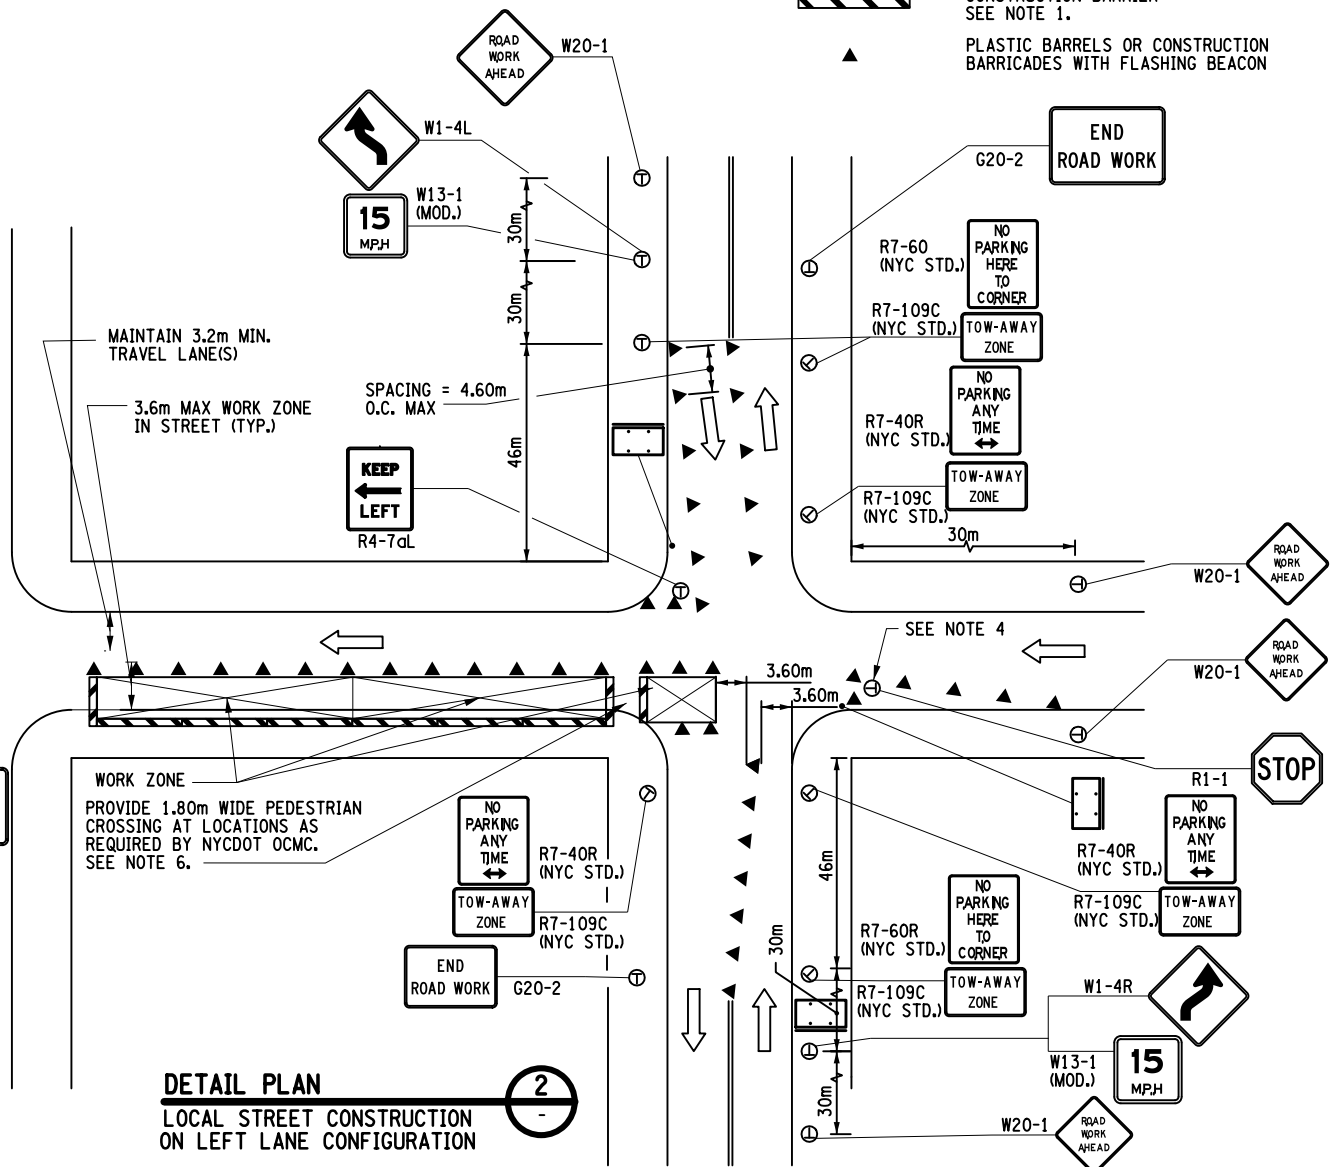 SEE NOTE 1.
PLASTIC BARRELS OR CONSTRUCTION
BARRICADES WITH FLASHING BEACON
ROAD
WORK
AHEAD
W20-1
W1-4L
15
M.P.H
W13-1
(MOD.)
30m
30m
46m
END
ROAD WORK
G20-2
NO
PARKING
HERE
TO
CORNER
R7-60
(NYC STD.)
R7-109C
(NYC STD.)
TOW-AWAY
ZONE
NO
PARKING
ANY
TIME
R7-40R
(NYC STD.)
TOW-AWAY
ZONE
R7-109C
(NYC STD.)
30m
MAINTAIN 3.2m MIN.
TRAVEL LANE(S)
3.6m MAX WORK ZONE
IN STREET (TYP.)
SPACING = 4.60m
O.C. MAX
KEEP
LEFT
R4-7aL
ROAD
WORK
AHEAD
W20-1
SEE NOTE 4
ROAD
WORK
AHEAD
W20-1
3.60m
3.60m
STOP
R1-1
WORK ZONE
PROVIDE 1.80m WIDE PEDESTRIAN
CROSSING AT LOCATIONS AS
REQUIRED BY NYCDOT OCMC.
SEE NOTE 6.
NO
PARKING
ANY
TIME
R7-40R
(NYC STD.)
TOW-AWAY
ZONE
R7-109C
(NYC STD.)
END
ROAD WORK
G20-2
46m
30m
30m
NO
PARKING
ANY
TIME
R7-40R
(NYC STD.)
R7-109C
(NYC STD.)
TOW-AWAY
ZONE
NO
PARKING
HERE
TO
CORNER
R7-60R
(NYC STD.)
TOW-AWAY
ZONE
R7-109C
(NYC STD.)
W1-4R
W13-1
(MOD.)
15
M.P.H
W20-1
ROAD
WORK
AHEAD
DETAIL PLAN
2
-
LOCAL STREET CONSTRUCTION
ON LEFT LANE CONFIGURATION